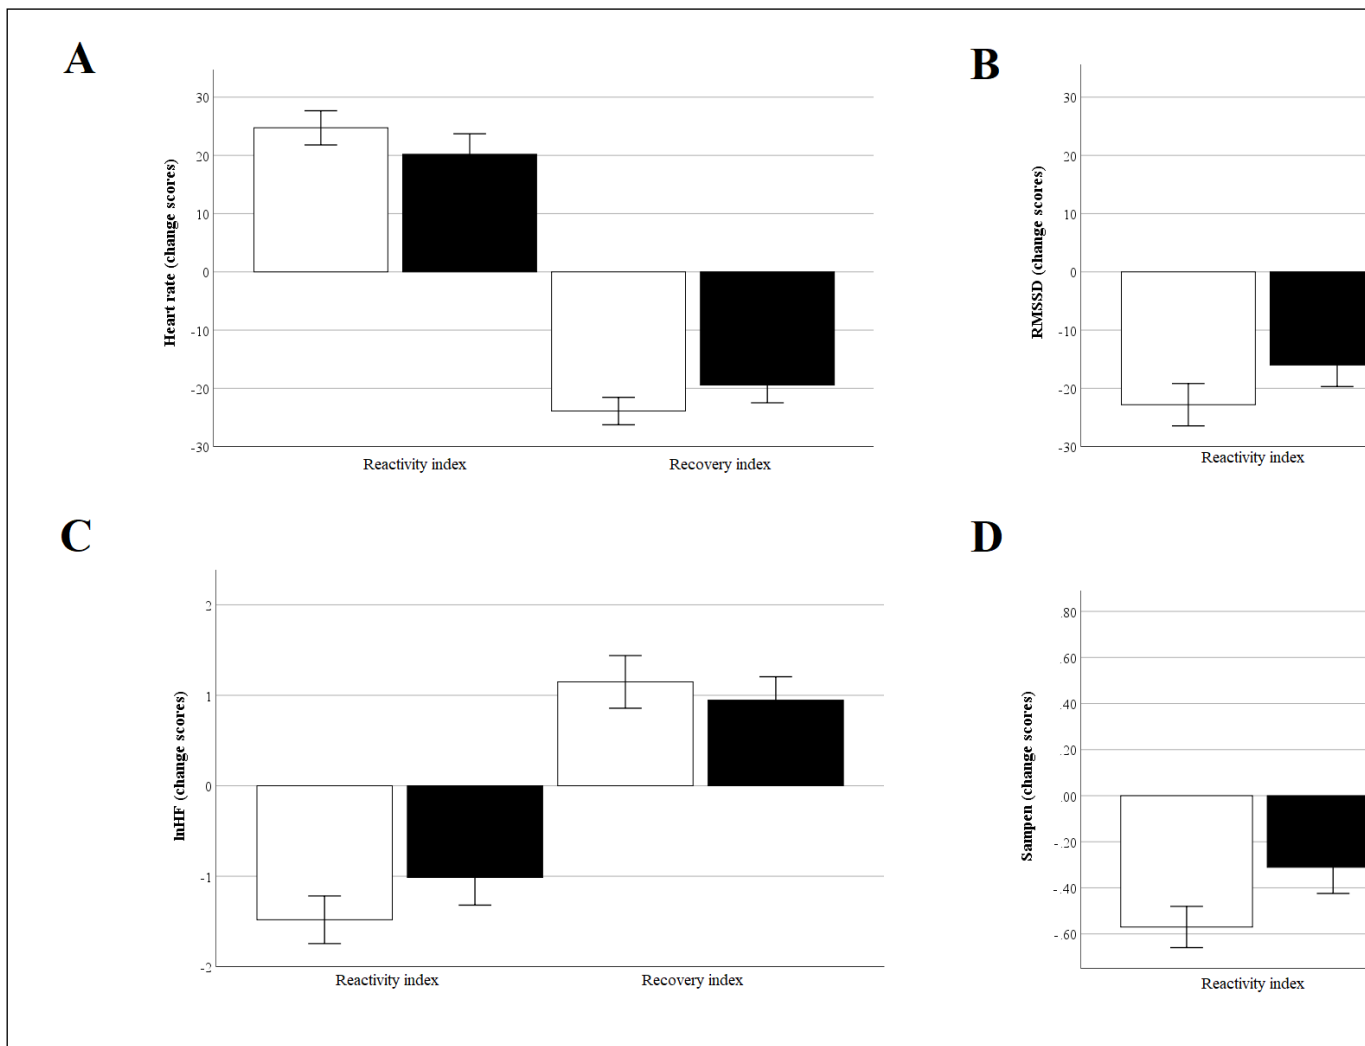 A
30
20
10
0
-10
-20
-30
Heart rate (change scores)
Reactivity index
Recovery index
B
30
20
10
0
-10
-20
-30
RMSSD (change scores)
Reactivity index
C
2
1
0
-1
-2
lnHF (change scores)
Reactivity index
Recovery index
D
.80
.60
.40
.20
.00
-.20
-.40
-.60
Sampen (change scores)
Reactivity index